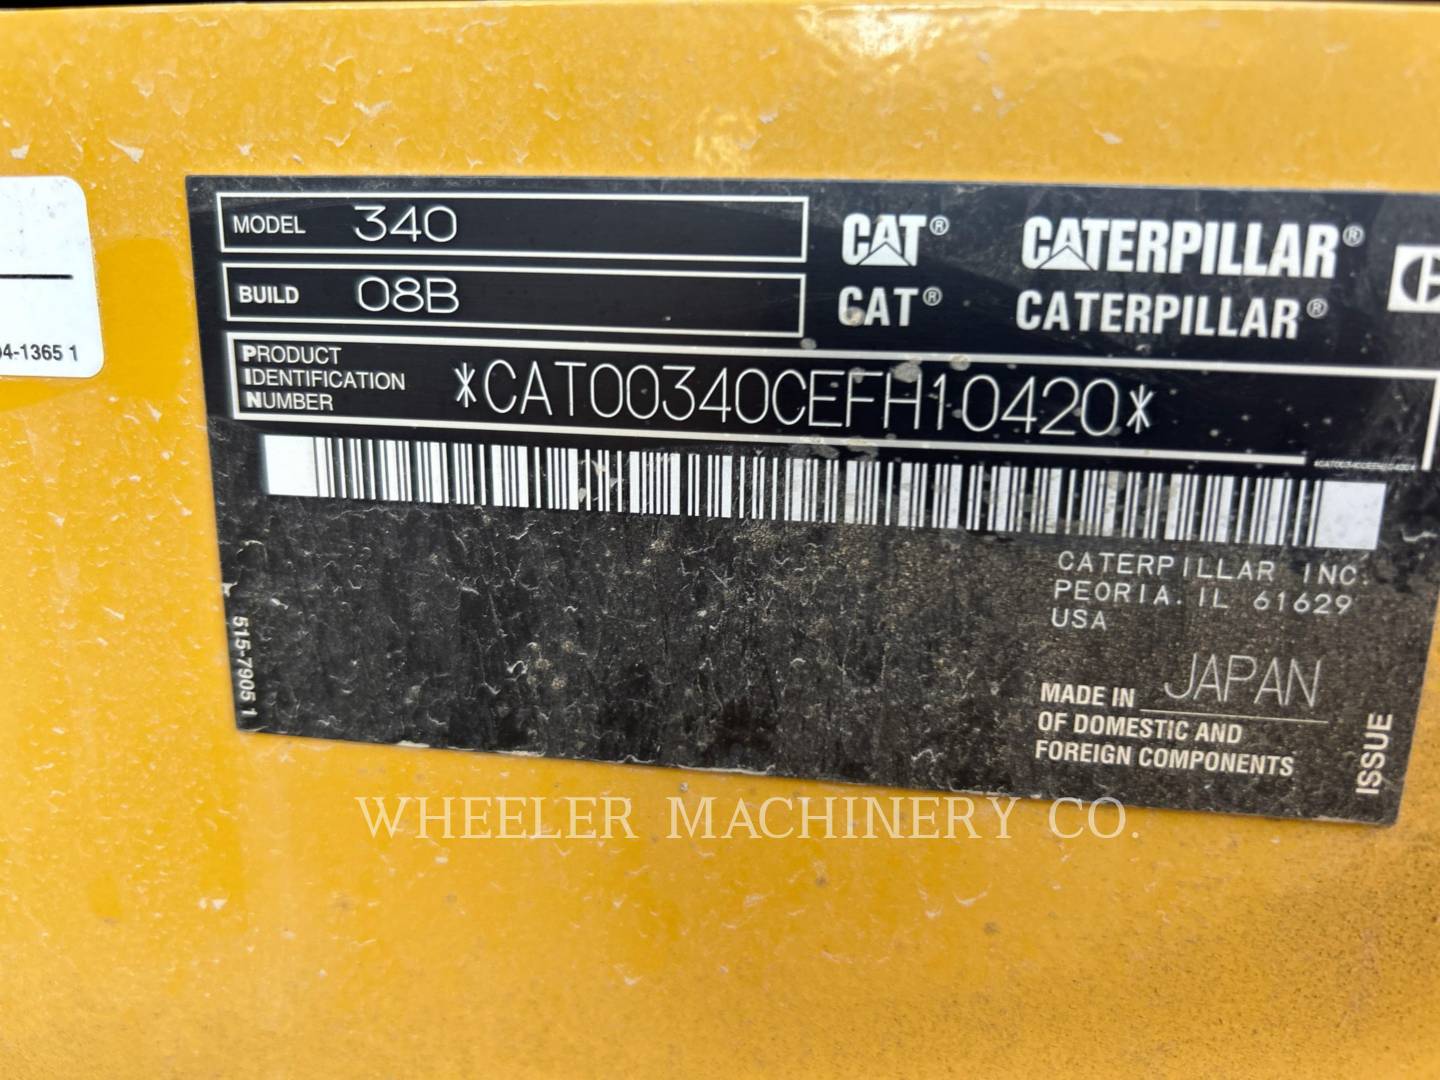 MODEL 340
BUILD 08B
PRODUCT
IDENTIFICATION
NUMBER
*CAT00340CEFH10420*
CAT® CATERPILLAR®
CAT® CATERPILLAR®
04-1365 1
CATERPILLAR INC.
PEORIA. IL 61629
USA
MADE IN JAPAN
OF DOMESTIC AND
FOREIGN COMPONENTS
515-7905 1
ISSUE
WHEELER MACHINERY CO.